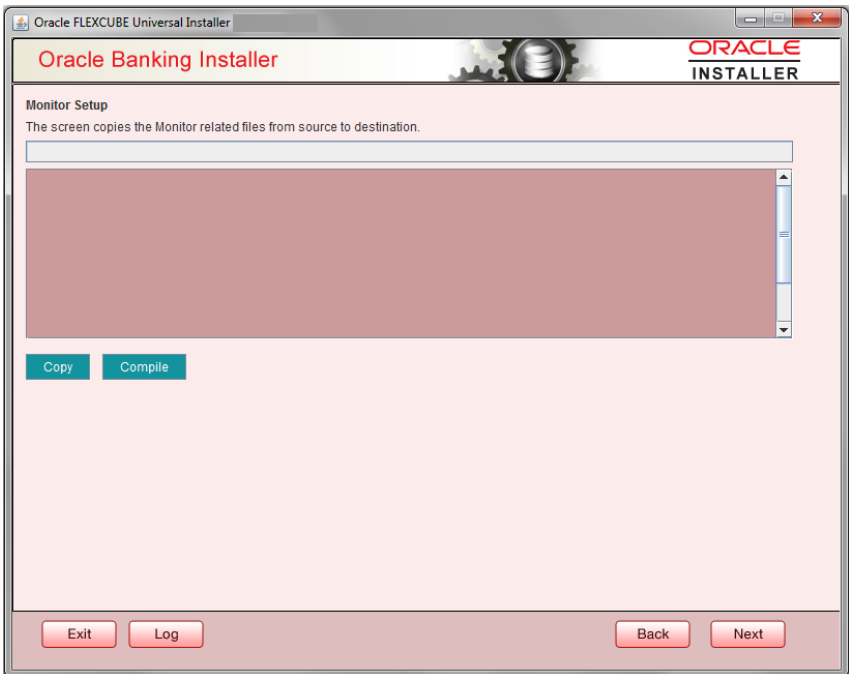 Oracle FLEXCUBE Universal Installer
Oracle Banking Installer
ORACLE
INSTALLER
Monitor Setup
The screen copies the Monitor related files from source to destination.
Copy
Compile
Exit
Log
Back
Next